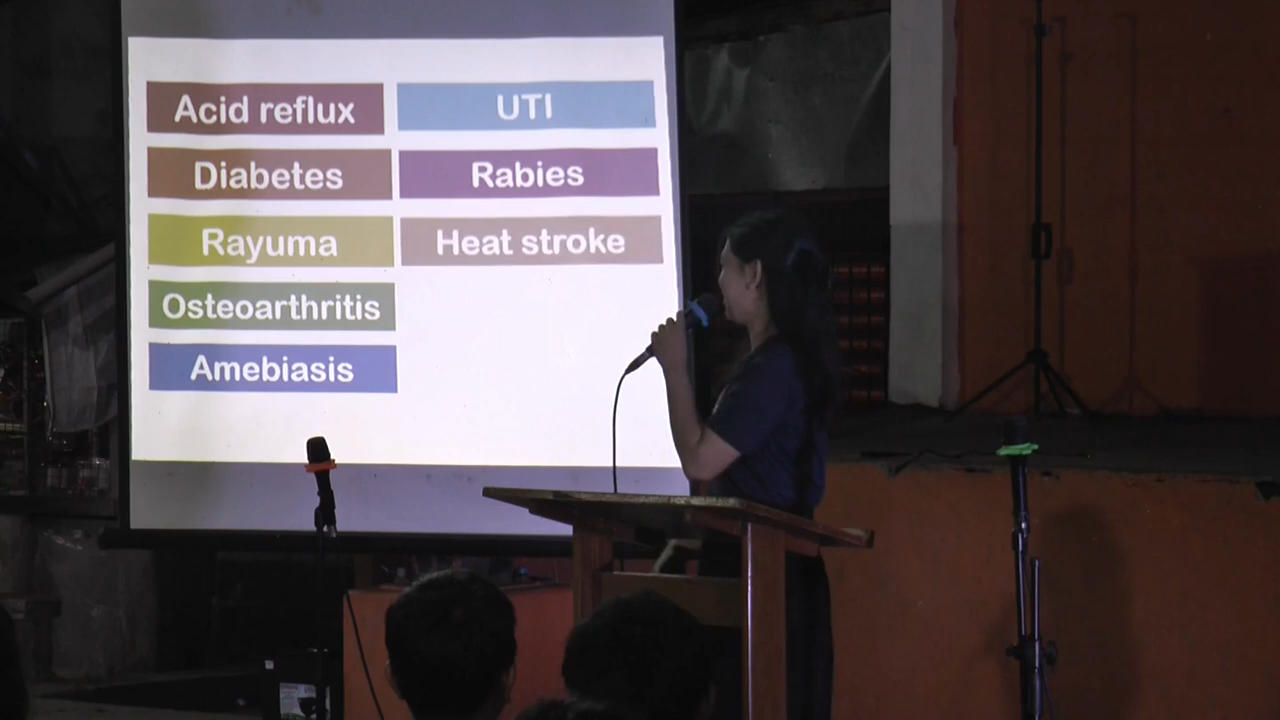 Acid reflux
UTI
Diabetes
Rabies
Rayuma
Heat stroke
Osteoarthritis
Amebiasis